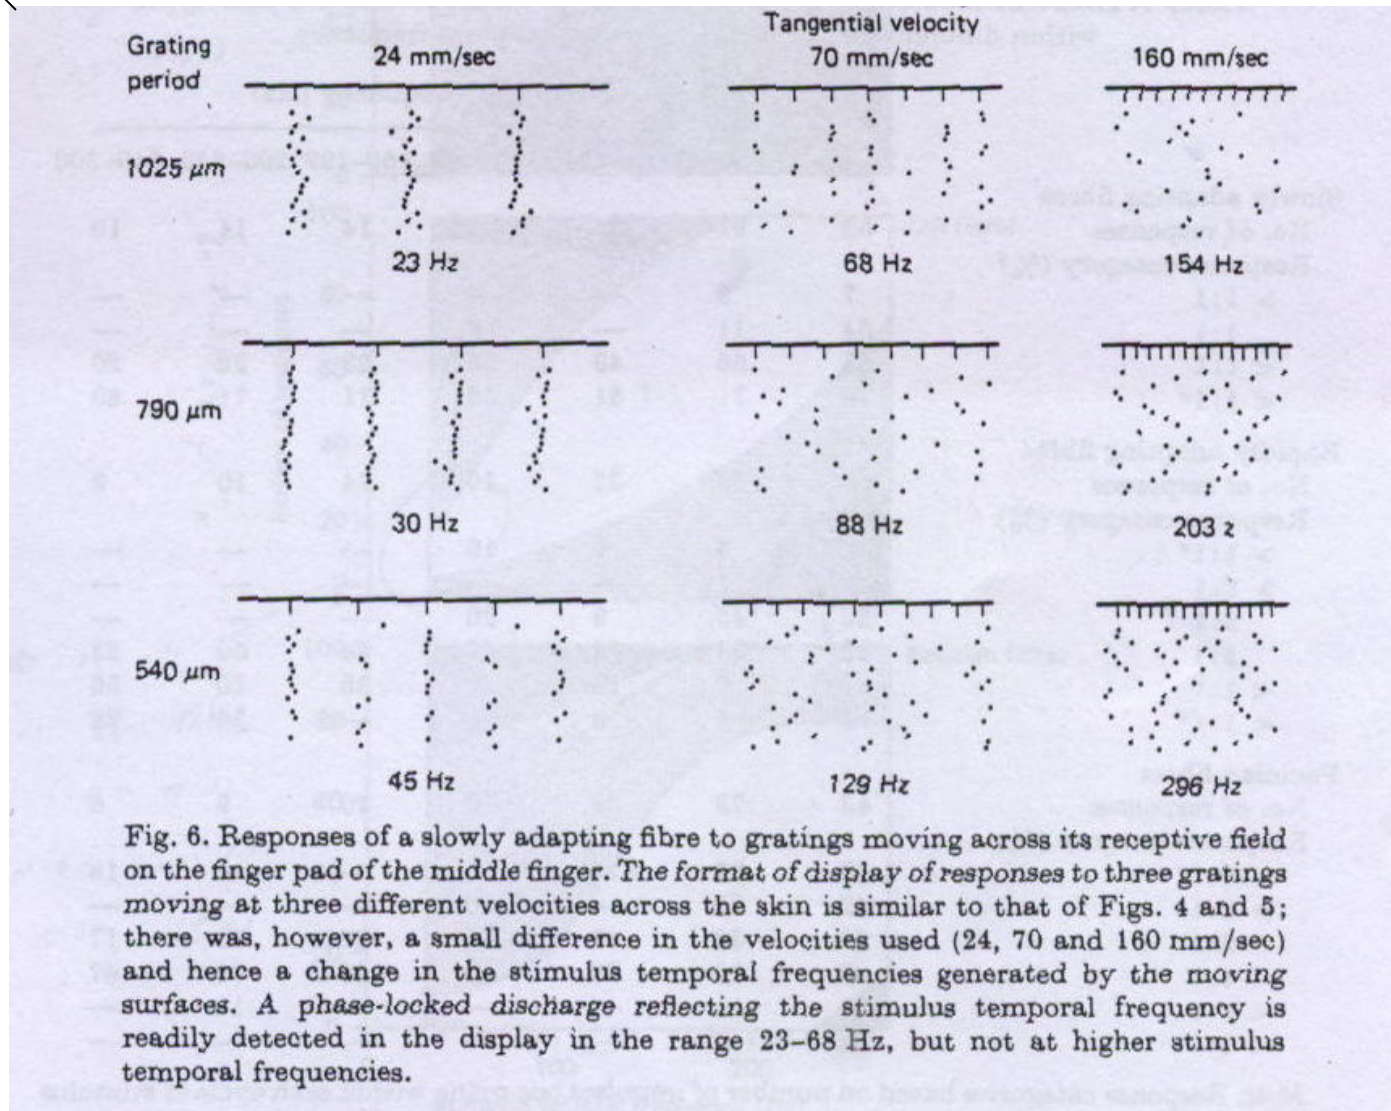 Tangential velocity
Grating period
24 mm/sec
70 mm/sec
160 mm/sec
1025 μm
23 Hz
68 Hz
154 Hz
790 μm
30 Hz
88 Hz
203 z
540 μm
45 Hz
129 Hz
296 Hz
Fig. 6. Responses of a slowly adapting fibre to gratings moving across its receptive field
on the finger pad of the middle finger. The format of display of responses to three gratings
moving at three different velocities across the skin is similar to that of Figs. 4 and 5;
there was, however, a small difference in the velocities used (24, 70 and 160 mm/sec)
and hence a change in the stimulus temporal frequencies generated by the moving
surfaces. A phase-locked discharge reflecting the stimulus temporal frequency is
readily detected in the display in the range 23–68 Hz, but not at higher stimulus
temporal frequencies.